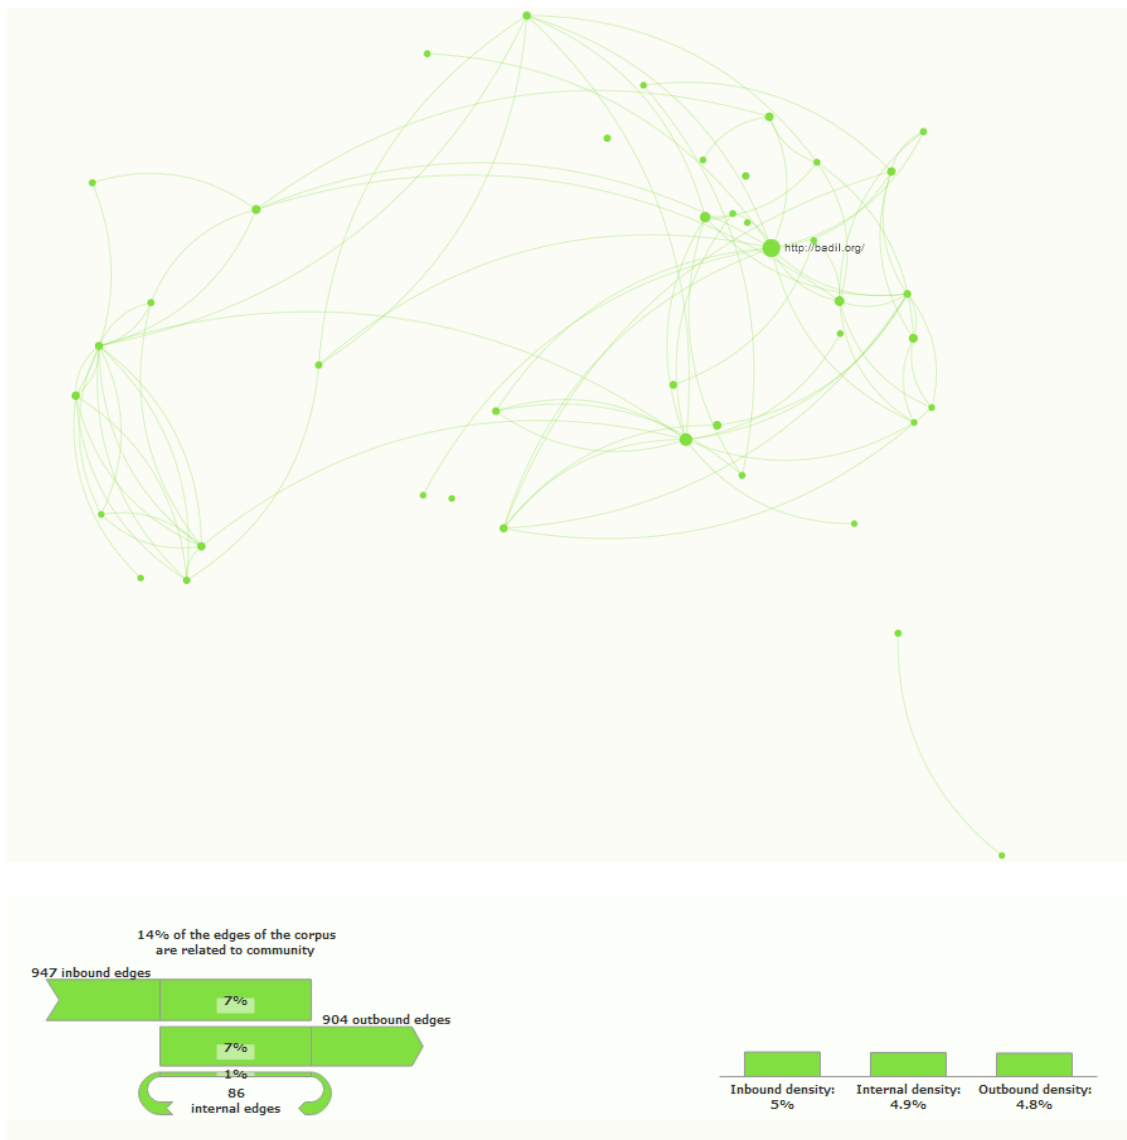 http://badil.org/
14% of the edges of the corpus
are related to community
947 inbound edges
7%
904 outbound edges
7%
1%
86
internal edges
Inbound density:
5%
Internal density:
4.9%
Outbound density:
4.8%